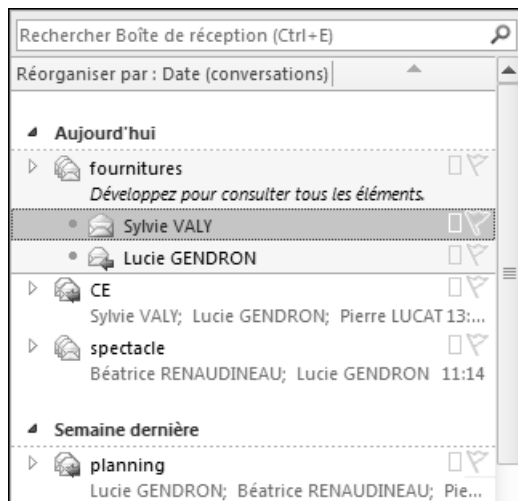 Rechercher Boîte de réception (Ctrl+E)
Réorganiser par : Date (conversations)
Aujourd'hui
fournitures
Développez pour consulter tous les éléments.
Sylvie VALY
Lucie GENDRON
CE
Sylvie VALY; Lucie GENDRON; Pierre LUCAT 13:...
spectacle
Béatrice RENAUDINEAU; Lucie GENDRON 11:14
Semaine dernière
planning
Lucie GENDRON; Béatrice RENAUDINEAU; Pie...